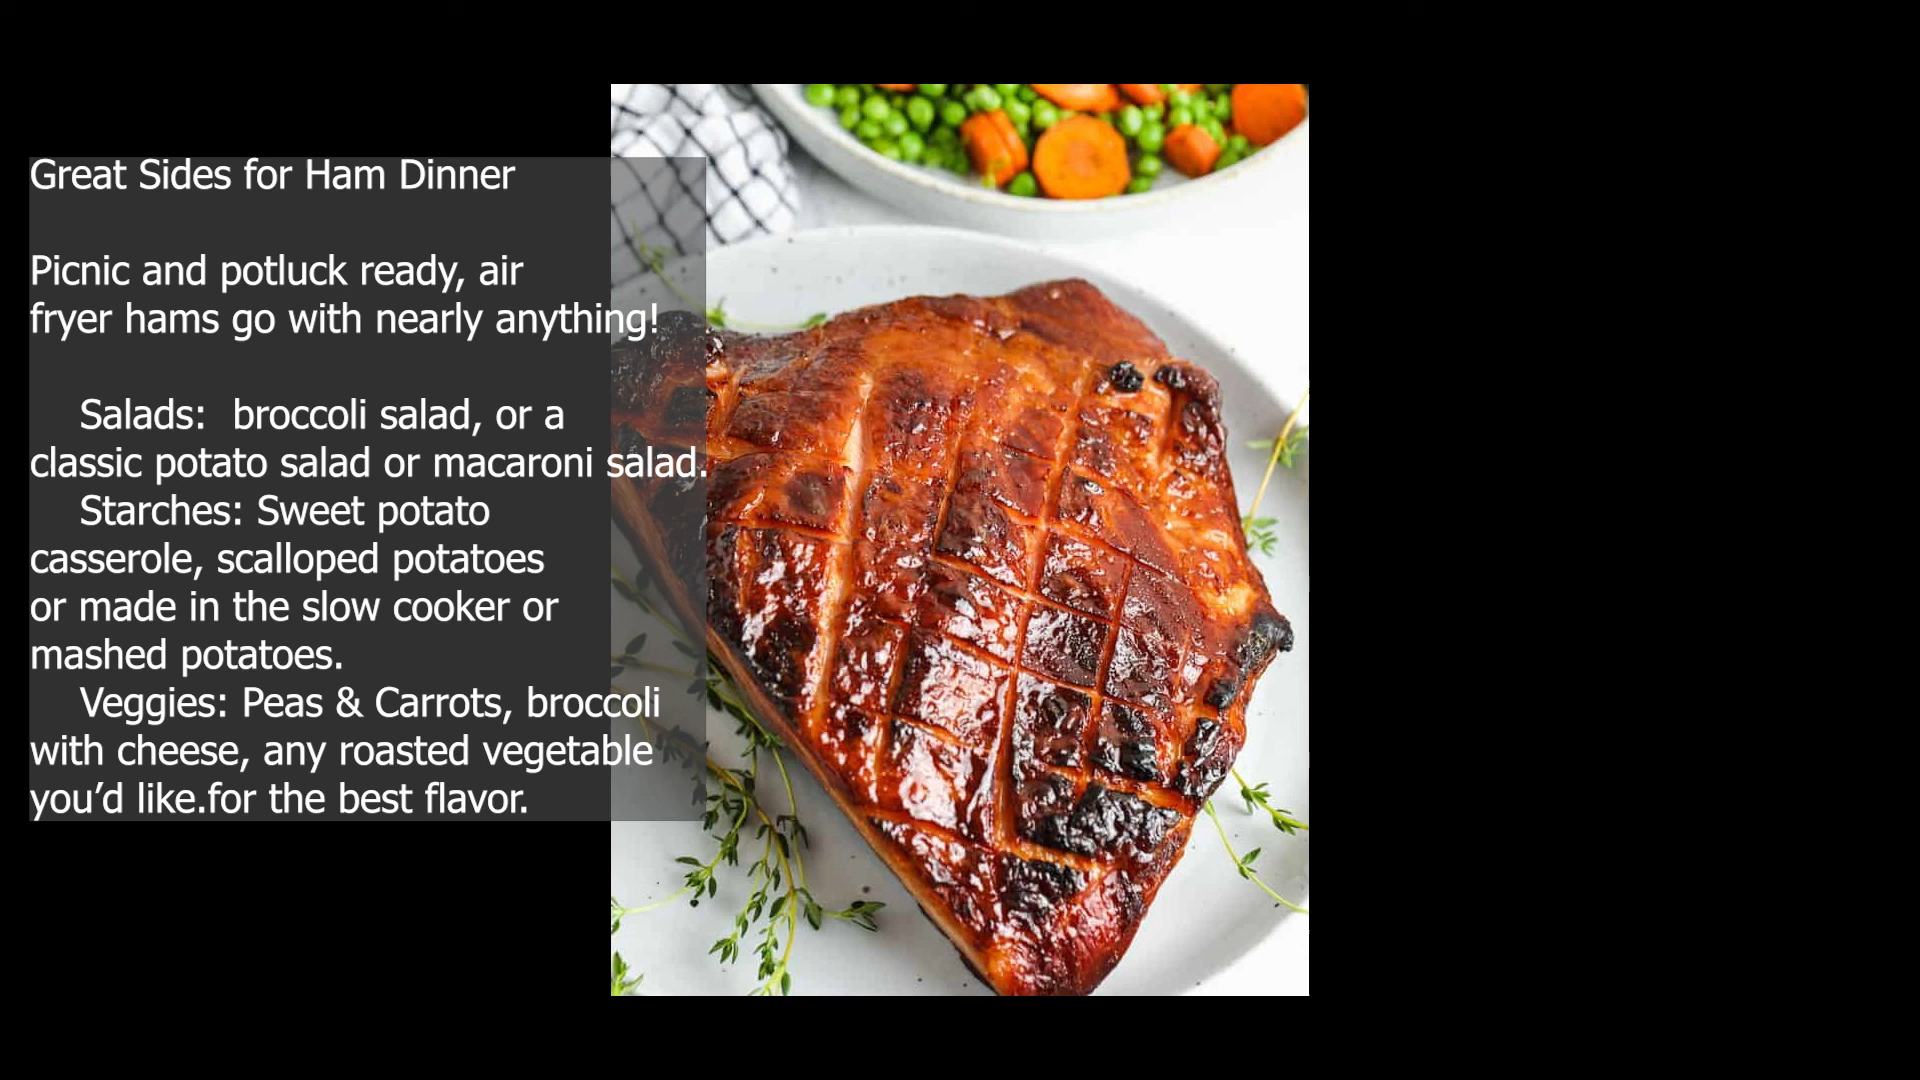 Great Sides for Ham Dinner
Picnic and potluck ready, air
fryer hams go with nearly anything!
Salads:  broccoli salad, or a
classic potato salad or macaroni salad.
Starches: Sweet potato
casserole, scalloped potatoes
or made in the slow cooker or
mashed potatoes.
Veggies: Peas & Carrots, broccoli
with cheese, any roasted vegetable
you’d like.for the best flavor.